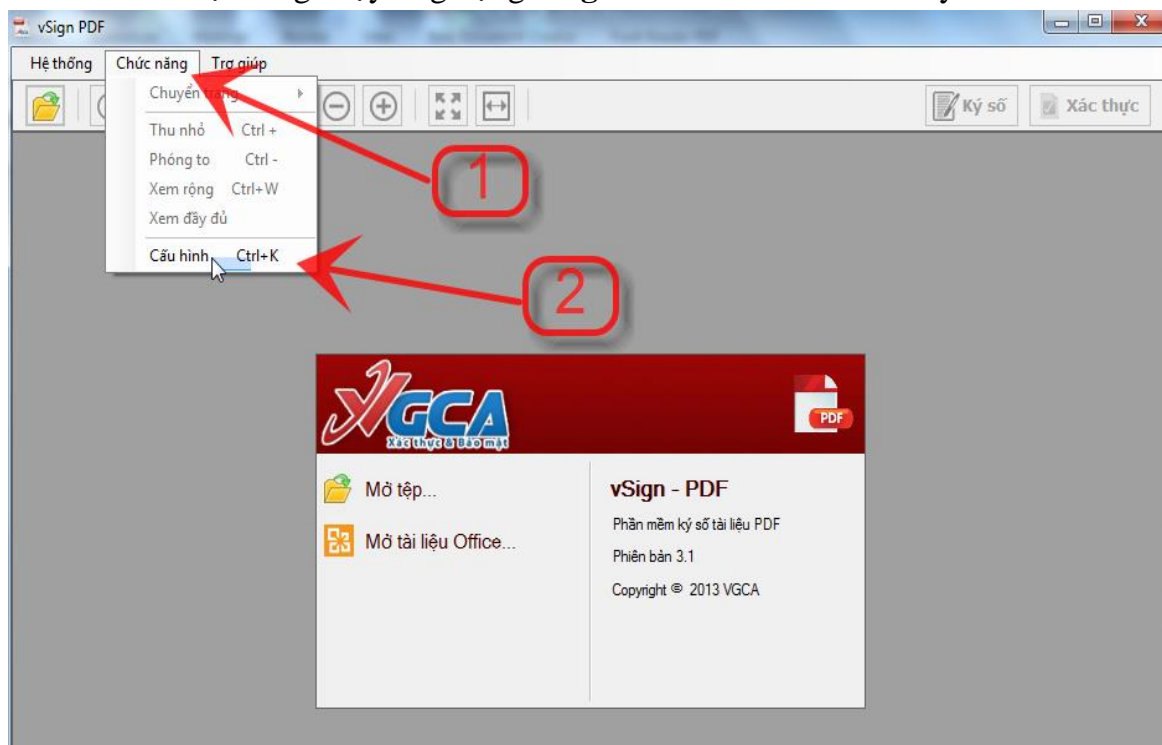 vSign PDF
Hệ thống Chức năng Trợ giúp
Chuyển trang
Ký số Xác thực
Thu nhỏ Ctrl +
Phóng to Ctrl -
Xem rộng Ctrl+W
Xem đầy đủ
Cấu hình Ctrl+K
1
2
VGCA
Xác thực & Bảo mật
PDF
Mở tệp...
Mở tài liệu Office...
vSign - PDF
Phần mềm ký số tài liệu PDF
Phiên bản 3.1
Copyright © 2013 VGCA